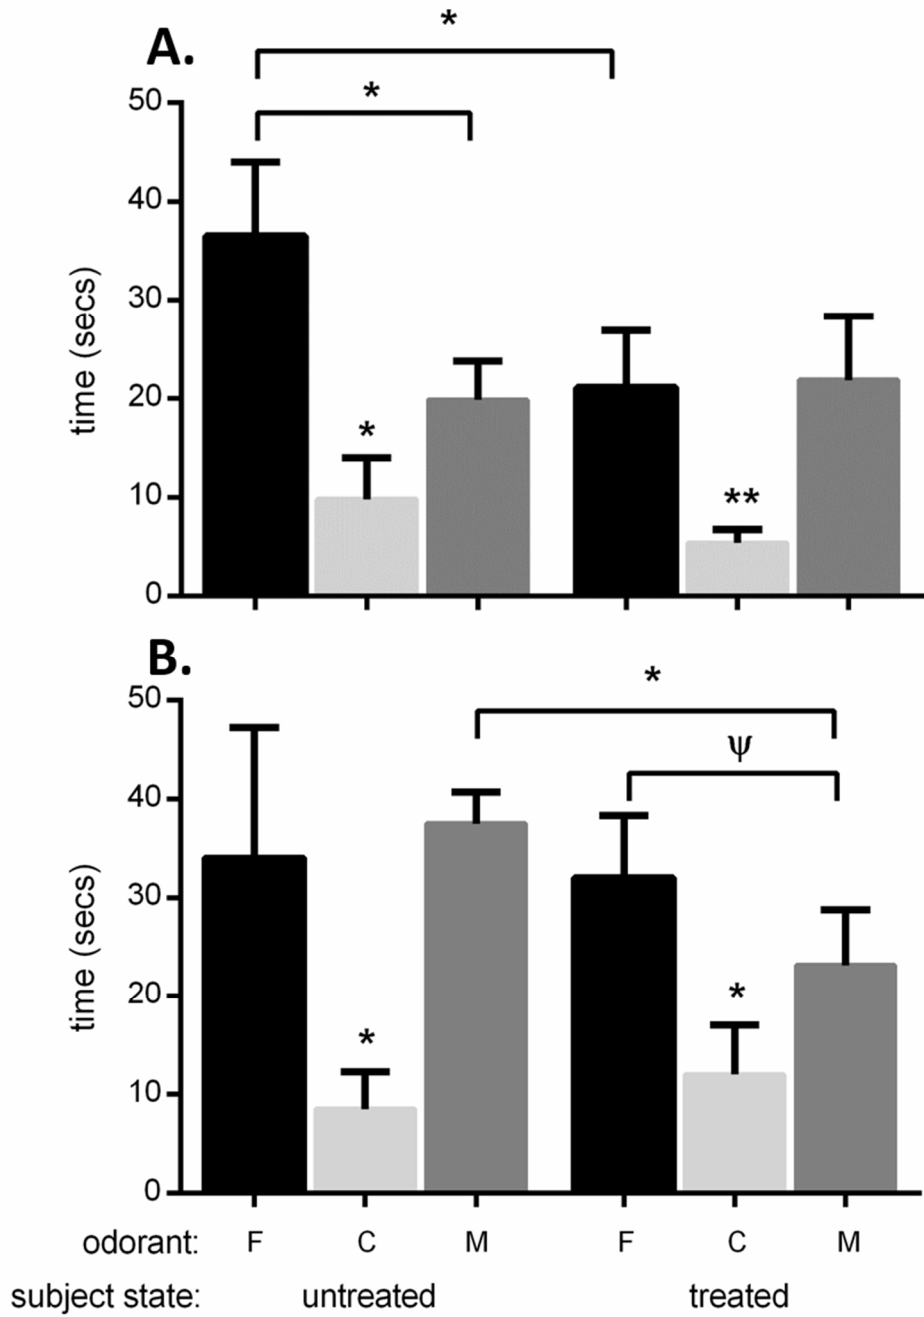 A.
*
*
50
40
30
20
10
0
time (secs)
*
**
B.
*
ψ
50
40
30
20
10
0
time (secs)
*
*
odorant: F C M F C M
subject state: untreated treated